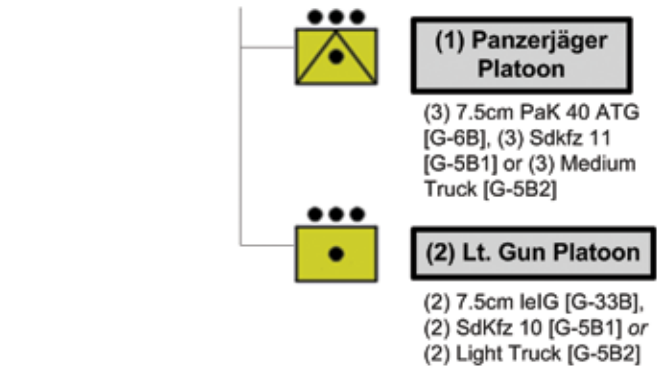 (1) Panzerjäger
Platoon
(3) 7.5cm PaK 40 ATG
[G-6B], (3) Sdkfz 11
[G-5B1] or (3) Medium
Truck [G-5B2]
(2) Lt. Gun Platoon
(2) 7.5cm leIG [G-33B],
(2) SdKfz 10 [G-5B1] or
(2) Light Truck [G-5B2]